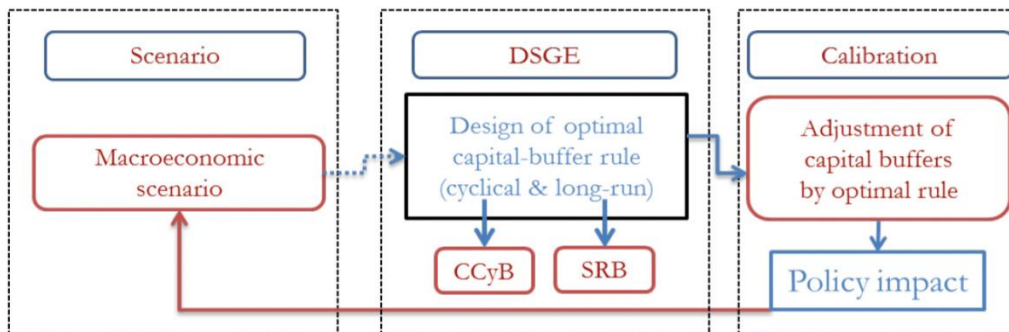 Scenario
DSGE
Calibration
Macroeconomic
scenario
Design of optimal
capital-buffer rule
(cyclical & long-run)
Adjustment of
capital buffers
by optimal rule
CCyB
SRB
Policy impact